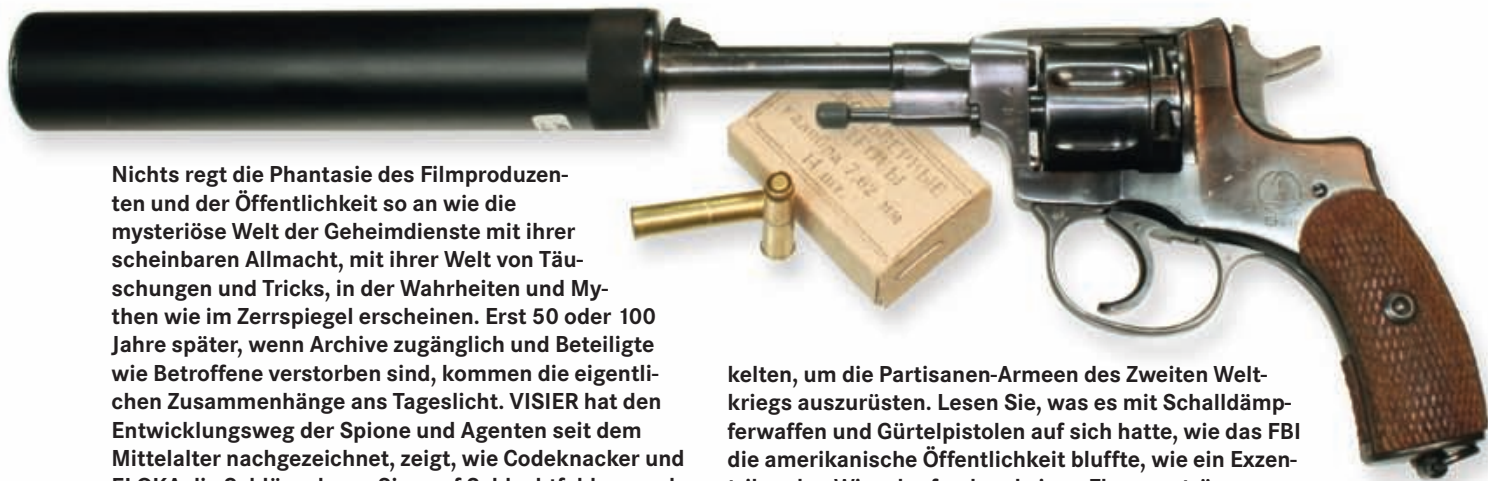 7,62 мм
14 шт.
Nichts regt die Phantasie des Filmproduzen-
ten und der Öffentlichkeit so an wie die
mysteriöse Welt der Geheimdienste mit ihrer
scheinbaren Allmacht, mit ihrer Welt von Täu-
schungen und Tricks, in der Wahrheiten und My-
then wie im Zerrspiegel erscheinen. Erst 50 oder 100
Jahre später, wenn Archive zugänglich und Beteiligte
wie Betroffene verstorben sind, kommen die eigentli-
chen Zusammenhänge ans Tageslicht. VISIER hat den
Entwicklungsweg der Spione und Agenten seit dem
Mittelalter nachgezeichnet, zeigt, wie Codeknacker und
kelten, um die Partisanen-Armeen des Zweiten Welt-
kriegs auszurüsten. Lesen Sie, was es mit Schalldämp-
ferwaffen und Gürtelpistolen auf sich hatte, wie das FBI
die amerikanische Öffentlichkeit bluffte, wie ein Exzen-